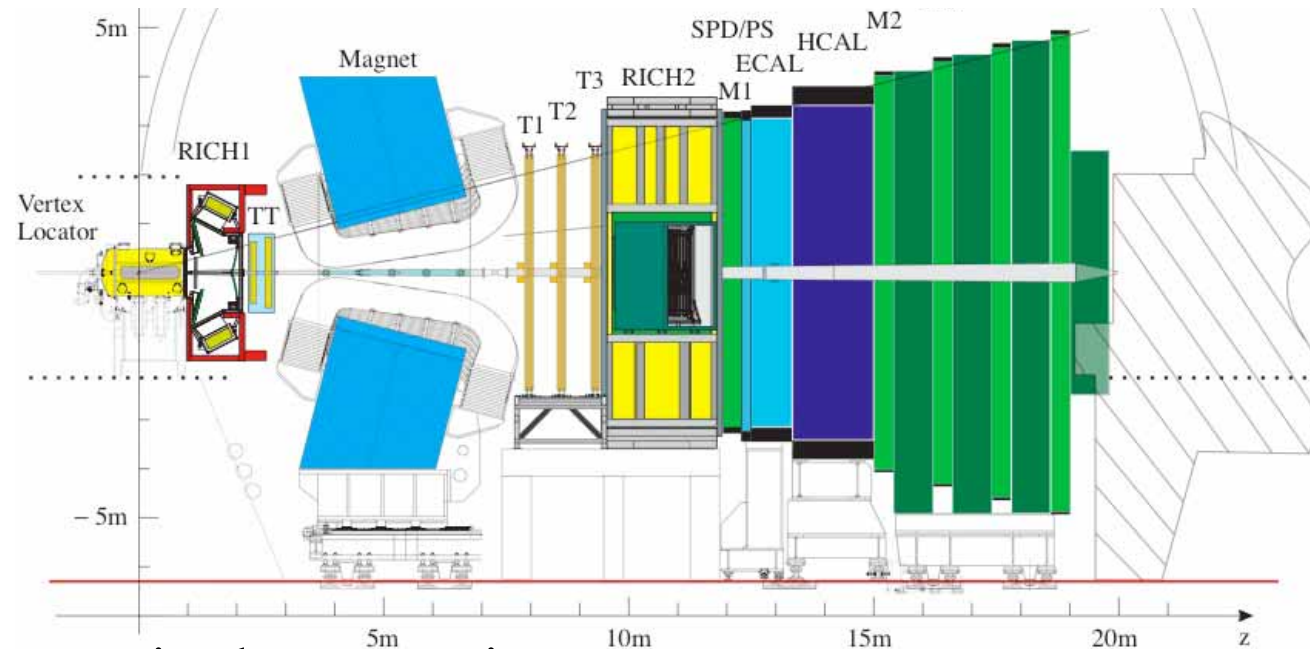 5m
Magnet
SPD/PS
M2
HCAL
ECAL
T3
RICH2
M1
T2
T1
RICH1
TT
Vertex
Locator
– 5m
5m
10m
15m
20m
z